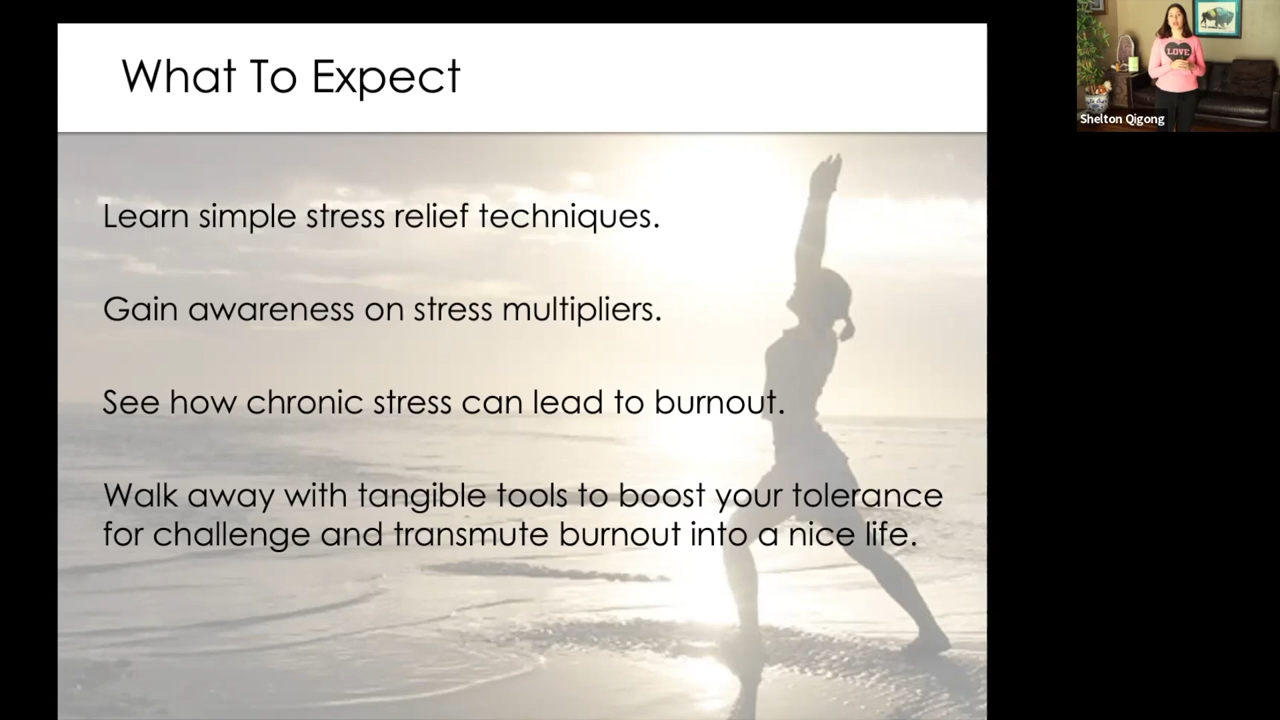 What To Expect
Learn simple stress relief techniques.
Gain awareness on stress multipliers.
See how chronic stress can lead to burnout.
Walk away with tangible tools to boost your tolerance
for challenge and transmute burnout into a nice life.
LOVE
Shelton Qigong